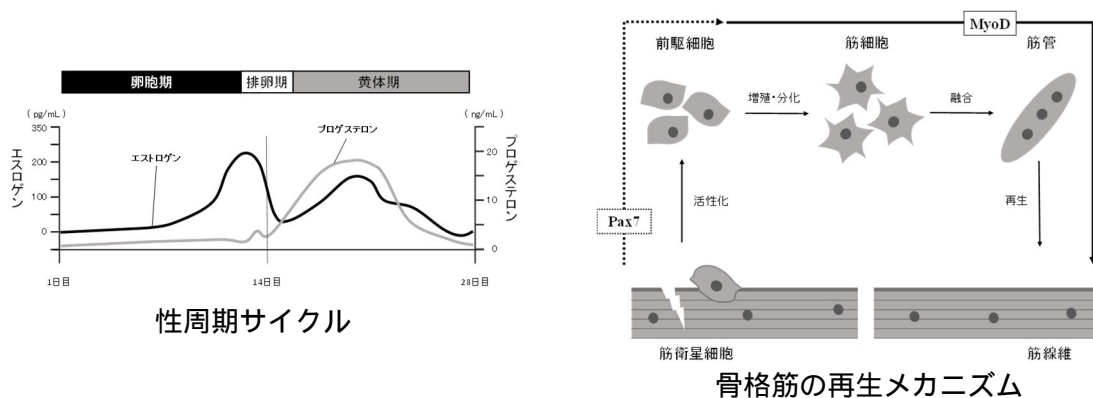 卵胞期 排卵期 黄体期
( pg/mL )
( ng/mL )
350
200
100
0
エスロゲン
エストロゲン
プロゲステロン
20
10
0
プロゲステロン
1日目
14日目
28日目
性周期サイクル
MyoD
前駆細胞
筋細胞
筋管
増殖・分化
融合
Pax7
活性化
再生
筋衛星細胞
筋線維
骨格筋の再生メカニズム